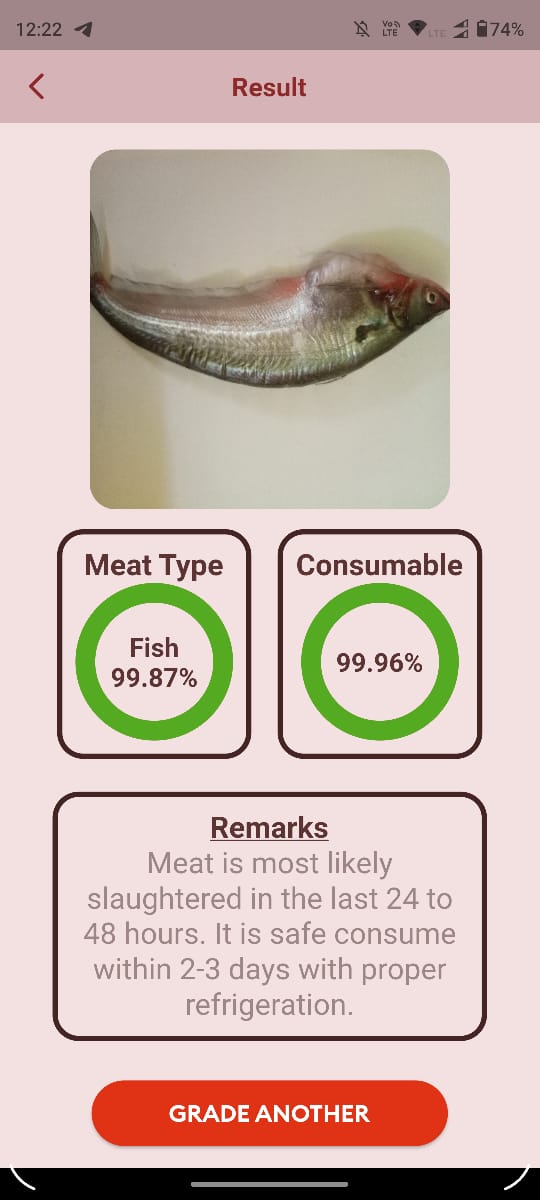 12:22
Vo)) LTE
LTE
74%
Result
Meat Type
Fish
99.87%
Consumable
99.96%
Remarks
Meat is most likely
slaughtered in the last 24 to
48 hours. It is safe consume
within 2-3 days with proper
refrigeration.
GRADE ANOTHER